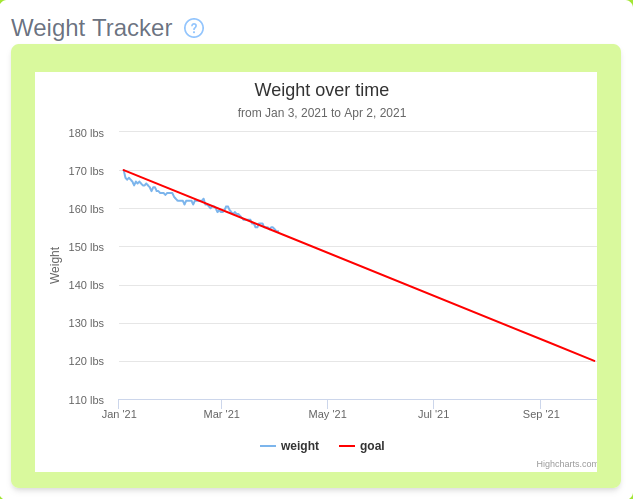 Weight Tracker ?
Weight over time
from Jan 3, 2021 to Apr 2, 2021
180 lbs
170 lbs
160 lbs
150 lbs
140 lbs
130 lbs
120 lbs
110 lbs
Weight
Jan '21 Mar '21 May '21 Jul '21 Sep '21
weight goal
Highcharts.com